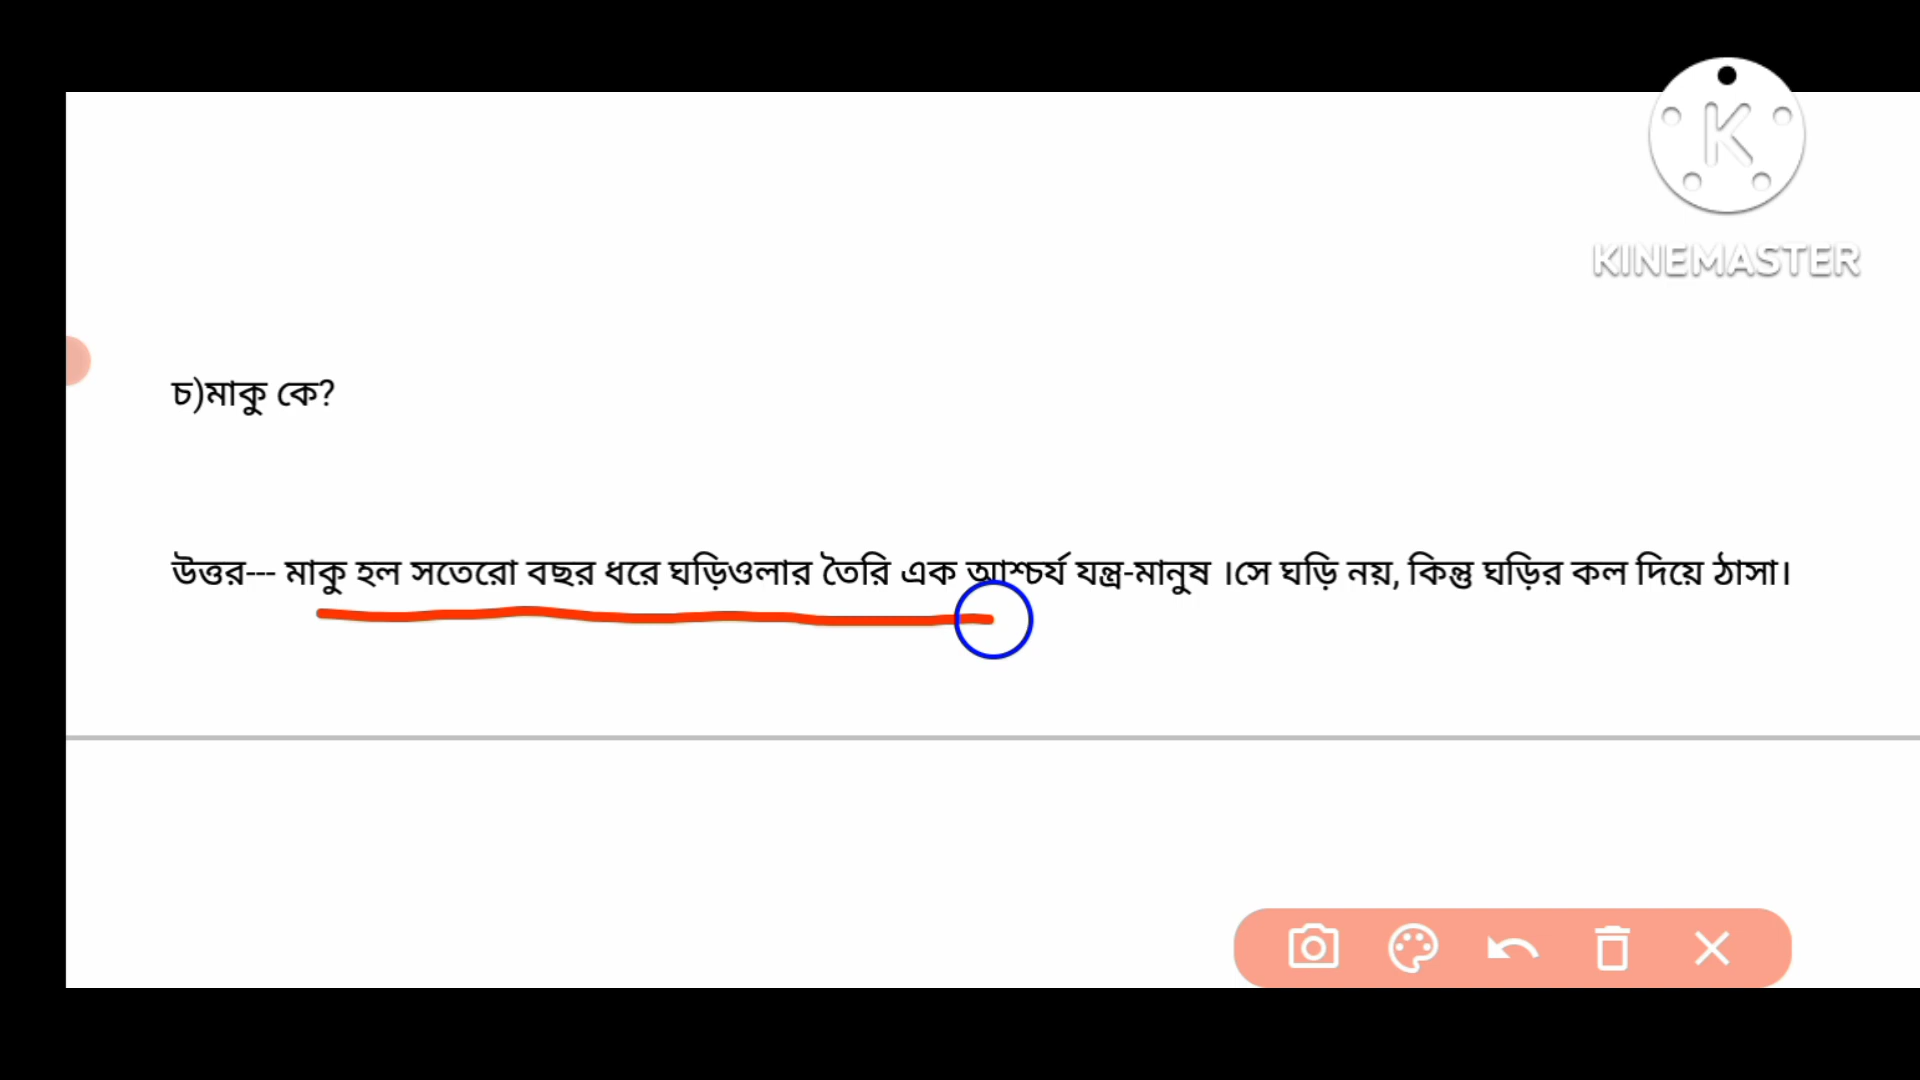 KINEMASTER
চ)মাকু কে?
উত্তর--- মাকু হল সতেরো বছর ধরে ঘড়িওলার তৈরি এক আশ্চর্য যন্ত্র-মানুষ ।সে ঘড়ি নয়, কিন্তু ঘড়ির কল দিয়ে ঠাসা।